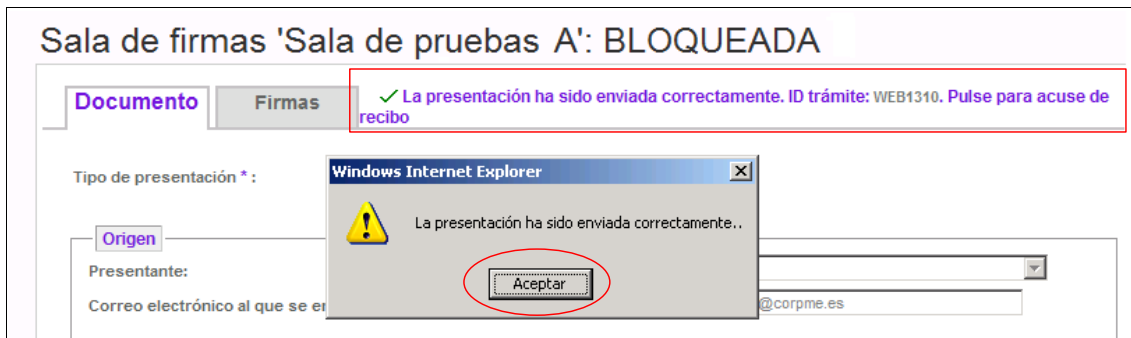 Sala de firmas 'Sala de pruebas A': BLOQUEADA
Documento
Firmas
La presentación ha sido enviada correctamente. ID trámite: WEB1310. Pulse para acuse de
recibo
Tipo de presentación * :
Windows Internet Explorer
La presentación ha sido enviada correctamente..
Aceptar
Origen
Presentante:
Correo electrónico al que se
@corpme.es